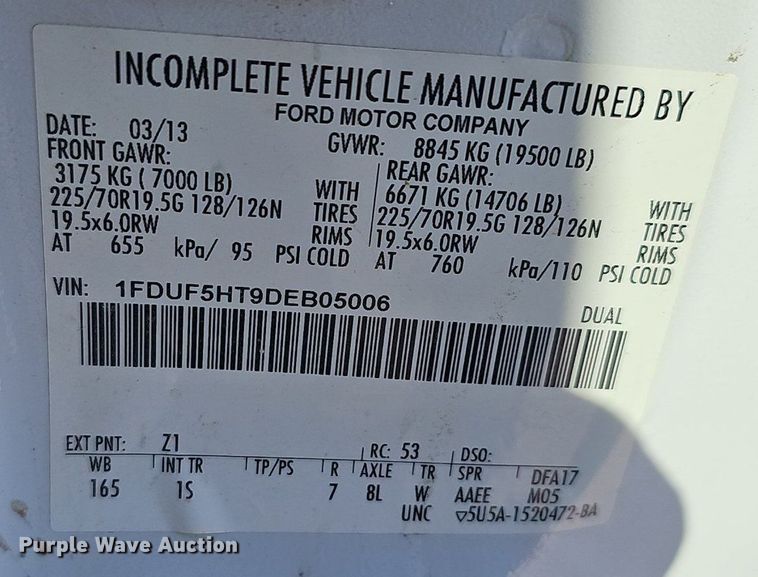 INCOMPLETE VEHICLE MANUFACTURED BY
FORD MOTOR COMPANY
DATE: 03/13 GVWR: 8845 KG (19500 LB)
FRONT GAWR: REAR GAWR:
3175 KG ( 7000 LB) WITH 6671 KG (14706 LB) WITH
225/70R19.5G 128/126N TIRES 225/70R19.5G 128/126N TIRES
19.5x6.0RW RIMS 19.5x6.0RW RIMS
AT 655 kPa/ 95 PSI COLD AT 760 kPa/110 PSI COLD
VIN: 1FDUF5HT9DEB05006
DUAL
EXT PNT: Z1 RC: 53 DSO:
WB INT TR TP/PS R AXLE TR SPR DFA17
165 1S 7 8L W AAEE M05
UNC ▽5U5A-1520472-BA
Purple Wave Auction